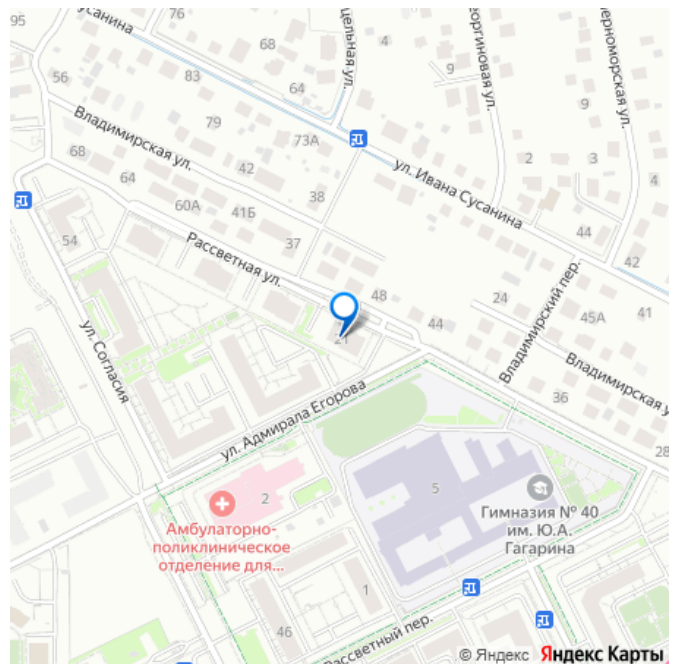 95
Сусанина
76
68
64
83
56
79
73А
цельная ул.
4
9
9
2
3
4
Владимирская ул.
ул. Ивана Сусанина
68
64
42
38
60А
41Б
37
44
42
54
Рассветная ул.
48
24
Владимирский пер.
45А
41
44
21
ул. Согласия
Владимирская у
36
28
ул. Адмирала Егорова
2
5
Гимназия № 40
им. Ю.А.
Гагарина
Амбулаторно-
поликлиническое
отделение для...
1
46
Рассветный пер.
© Яндекс Яндекс Карты